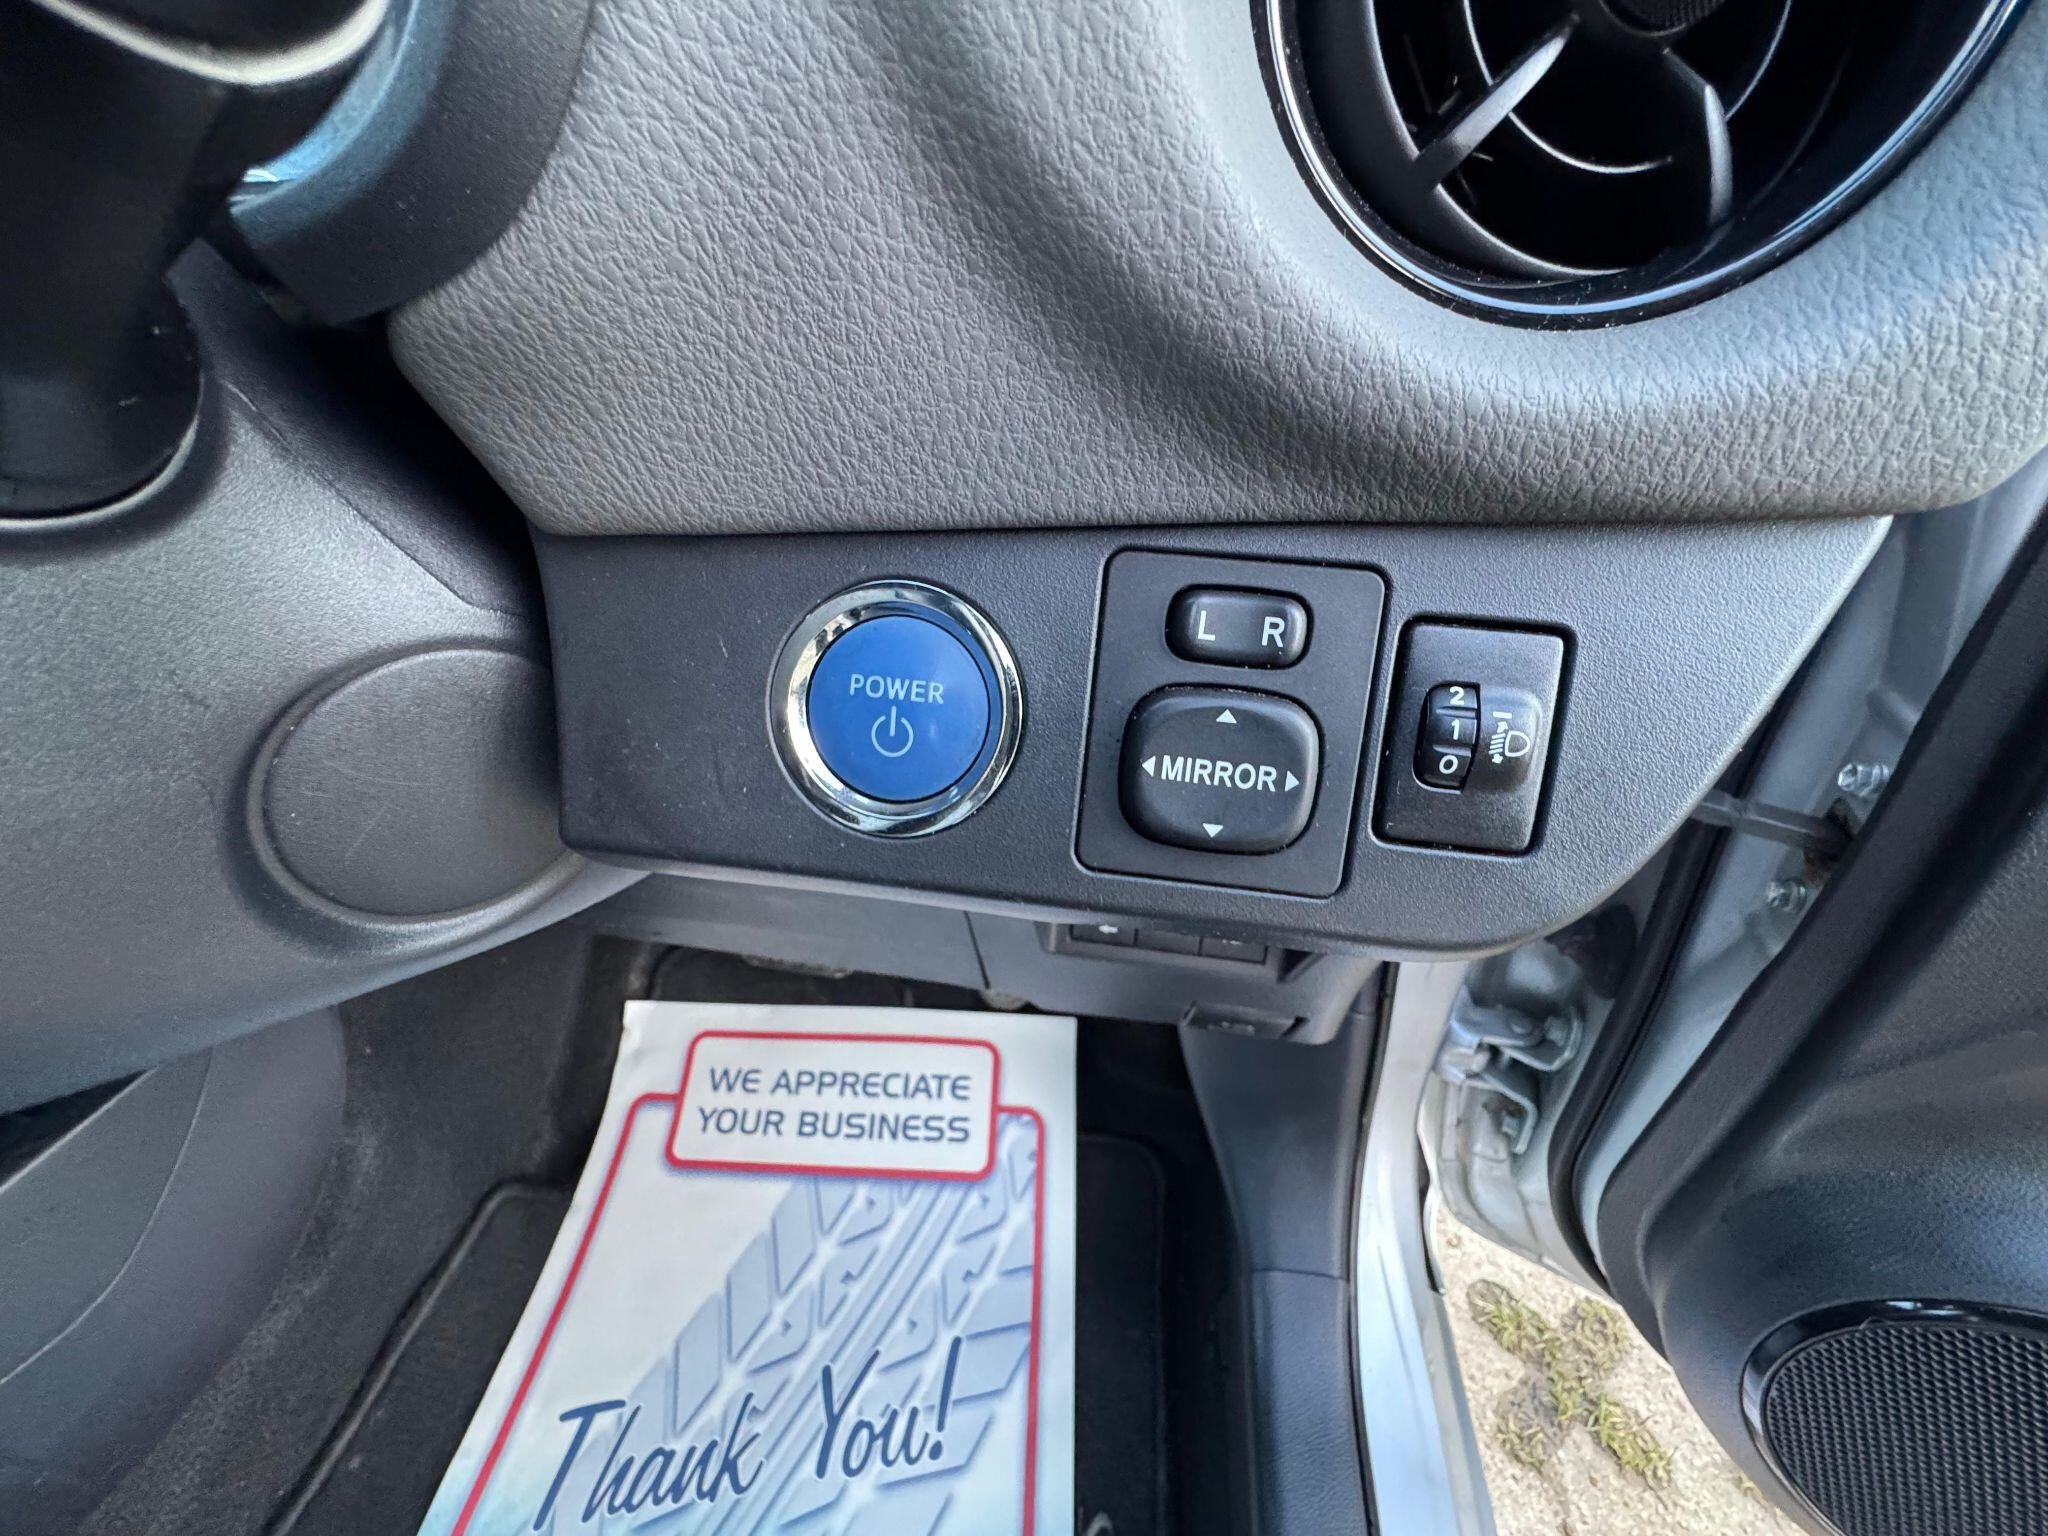 POWER
L R
MIRROR
2
1
0
WE APPRECIATE
YOUR BUSINESS
Thank You!